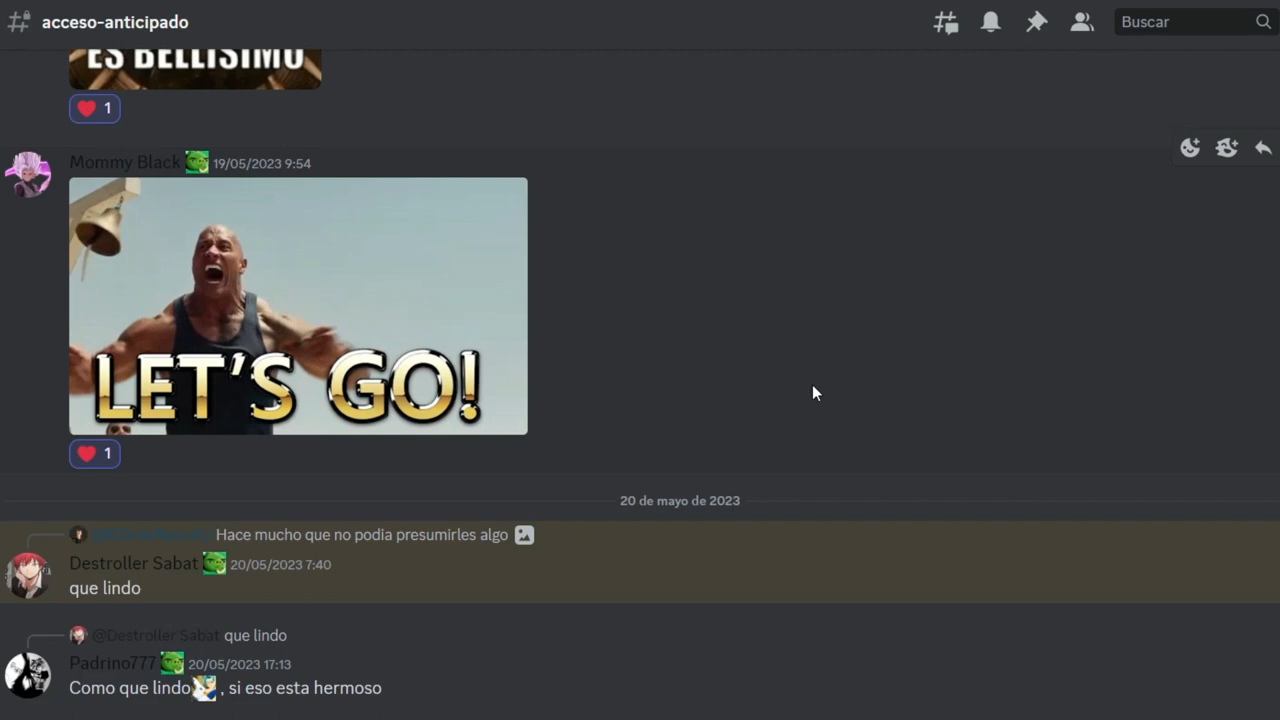 acceso-anticipado
Buscar
ES BELLISIMO
1
Mommy Black 19/05/2023 9:54
LET'S GO!
1
20 de mayo de 2023
Hace mucho que no podia presumirles algo
Destroller Sabat 20/05/2023 7:40
que lindo
@Destroller Sabat que lindo
Padrino777 20/05/2023 17:13
Como que lindo , si eso esta hermoso